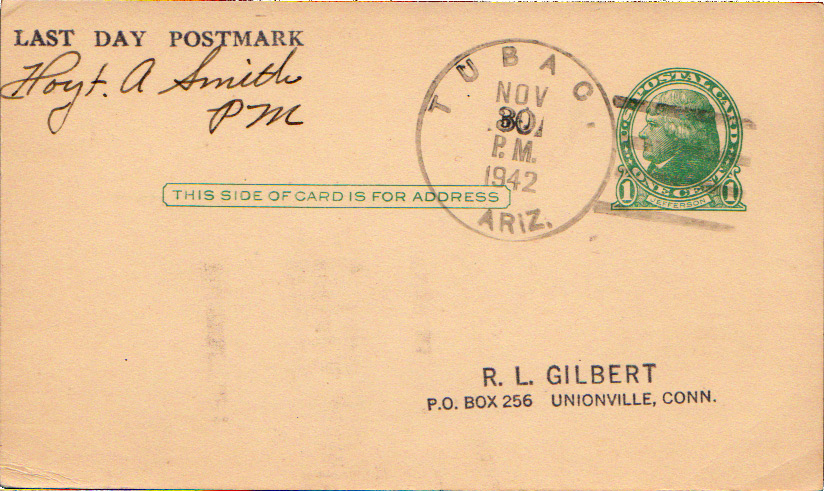 LAST DAY POSTMARK
Hoyt. A Smith
PM
TUBAC.
NOV
30
P.M.
1942
ARIZ.
POSTAL CARD
1 ONE CENT 1
JEFFERSON
THIS SIDE OF CARD IS FOR ADDRESS
R. L. GILBERT
P.O. BOX 256 UNIONVILLE, CONN.